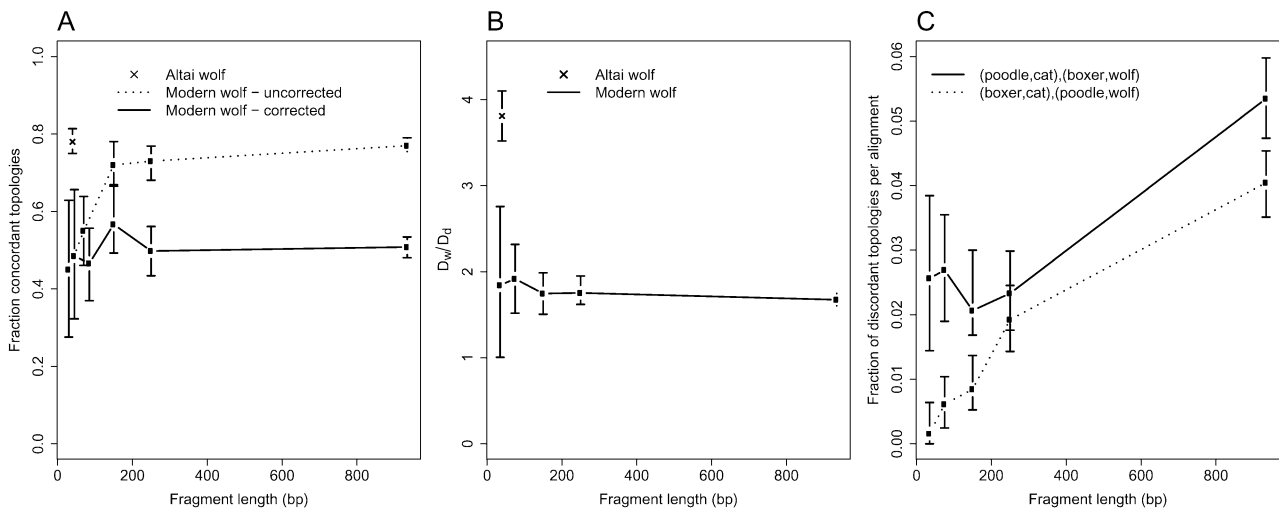 A
Fraction concordant topologies
1.0
0.8
0.6
0.4
0.2
0.0
Altai wolf
Modern wolf − uncorrected
Modern wolf − corrected
0 200 400 600 800
Fragment length (bp)
B
Dw/Dd
4
3
2
1
0
Altai wolf
Modern wolf
0 200 400 600 800
Fragment length (bp)
C
Fraction of discordant topologies per alignment
0.06
0.05
0.04
0.03
0.02
0.01
0.00
(poodle,cat),(boxer,wolf)
(boxer,cat),(poodle,wolf)
0 200 400 600 800
Fragment length (bp)